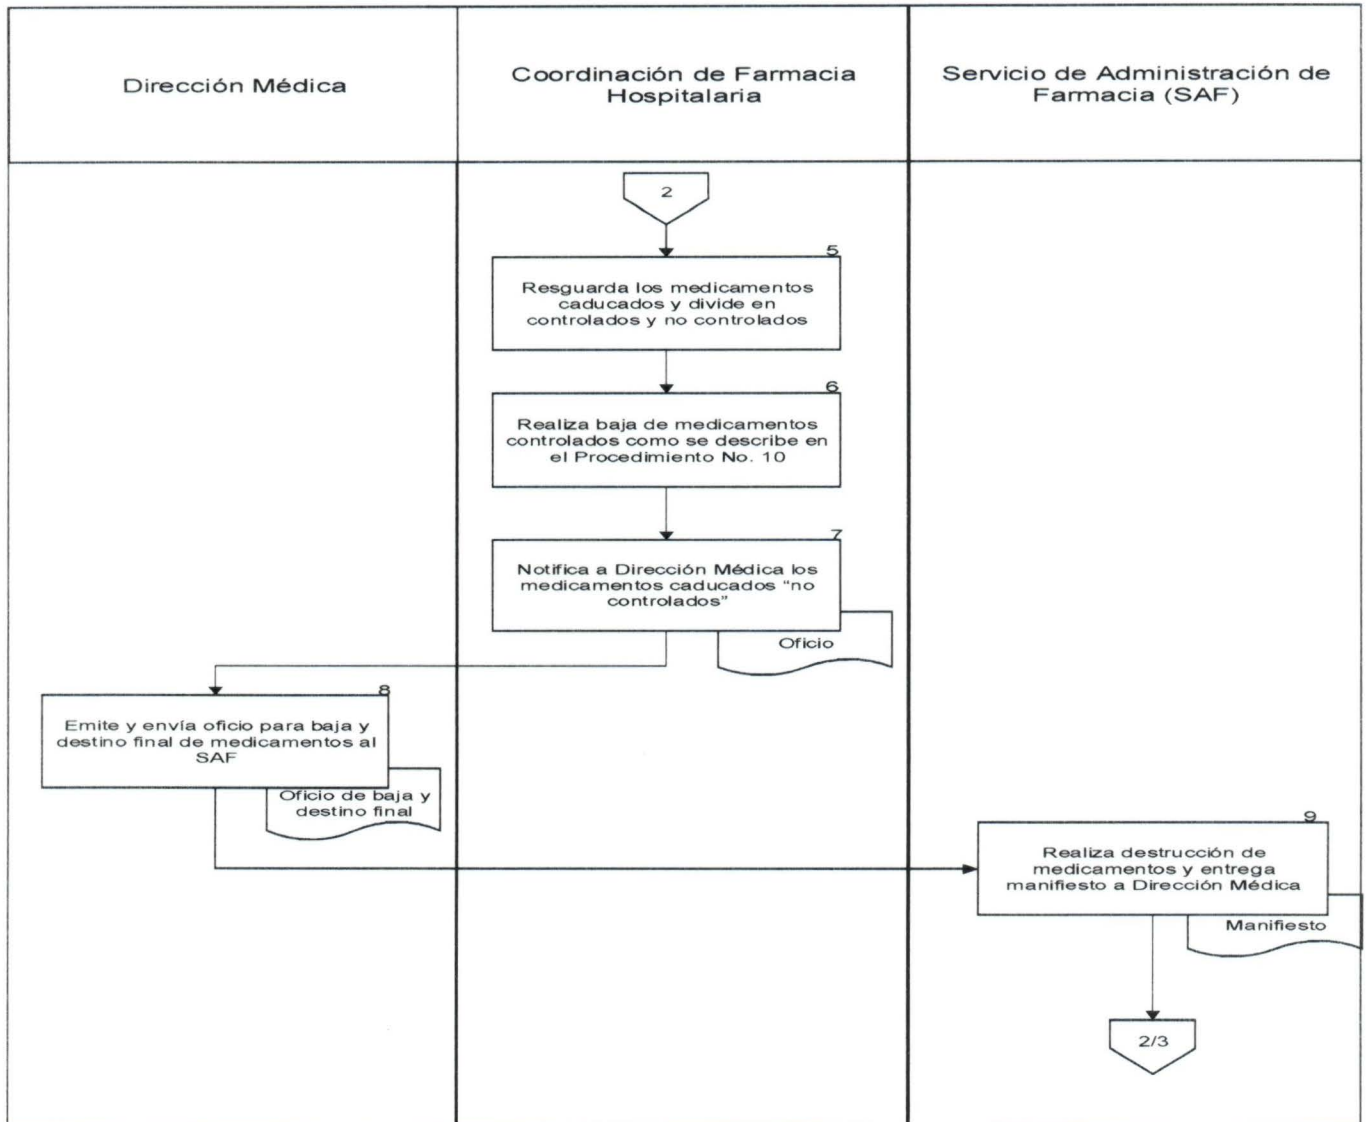 Dirección Médica
Coordinación de Farmacia
Hospitalaria
Servicio de Administración de
Farmacia (SAF)
2
5
Resguarda los medicamentos
caducados y divide en
controlados y no controlados
6
Realiza baja de medicamentos
controlados como se describe en
el Procedimiento No. 10
7
Notifica a Dirección Médica los
medicamentos caducados “no
controlados”
Oficio
8
Emite y envía oficio para baja y
destino final de medicamentos al
SAF
Oficio de baja y
destino final
9
Realiza destrucción de
medicamentos y entrega
manifiesto a Dirección Médica
Manifiesto
2/3